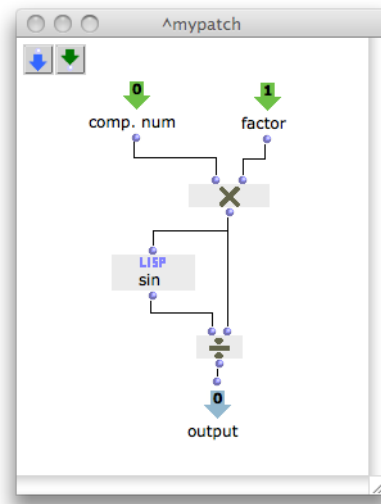 ^mypatch
0
1
comp. num
factor
LISP
sin
0
output